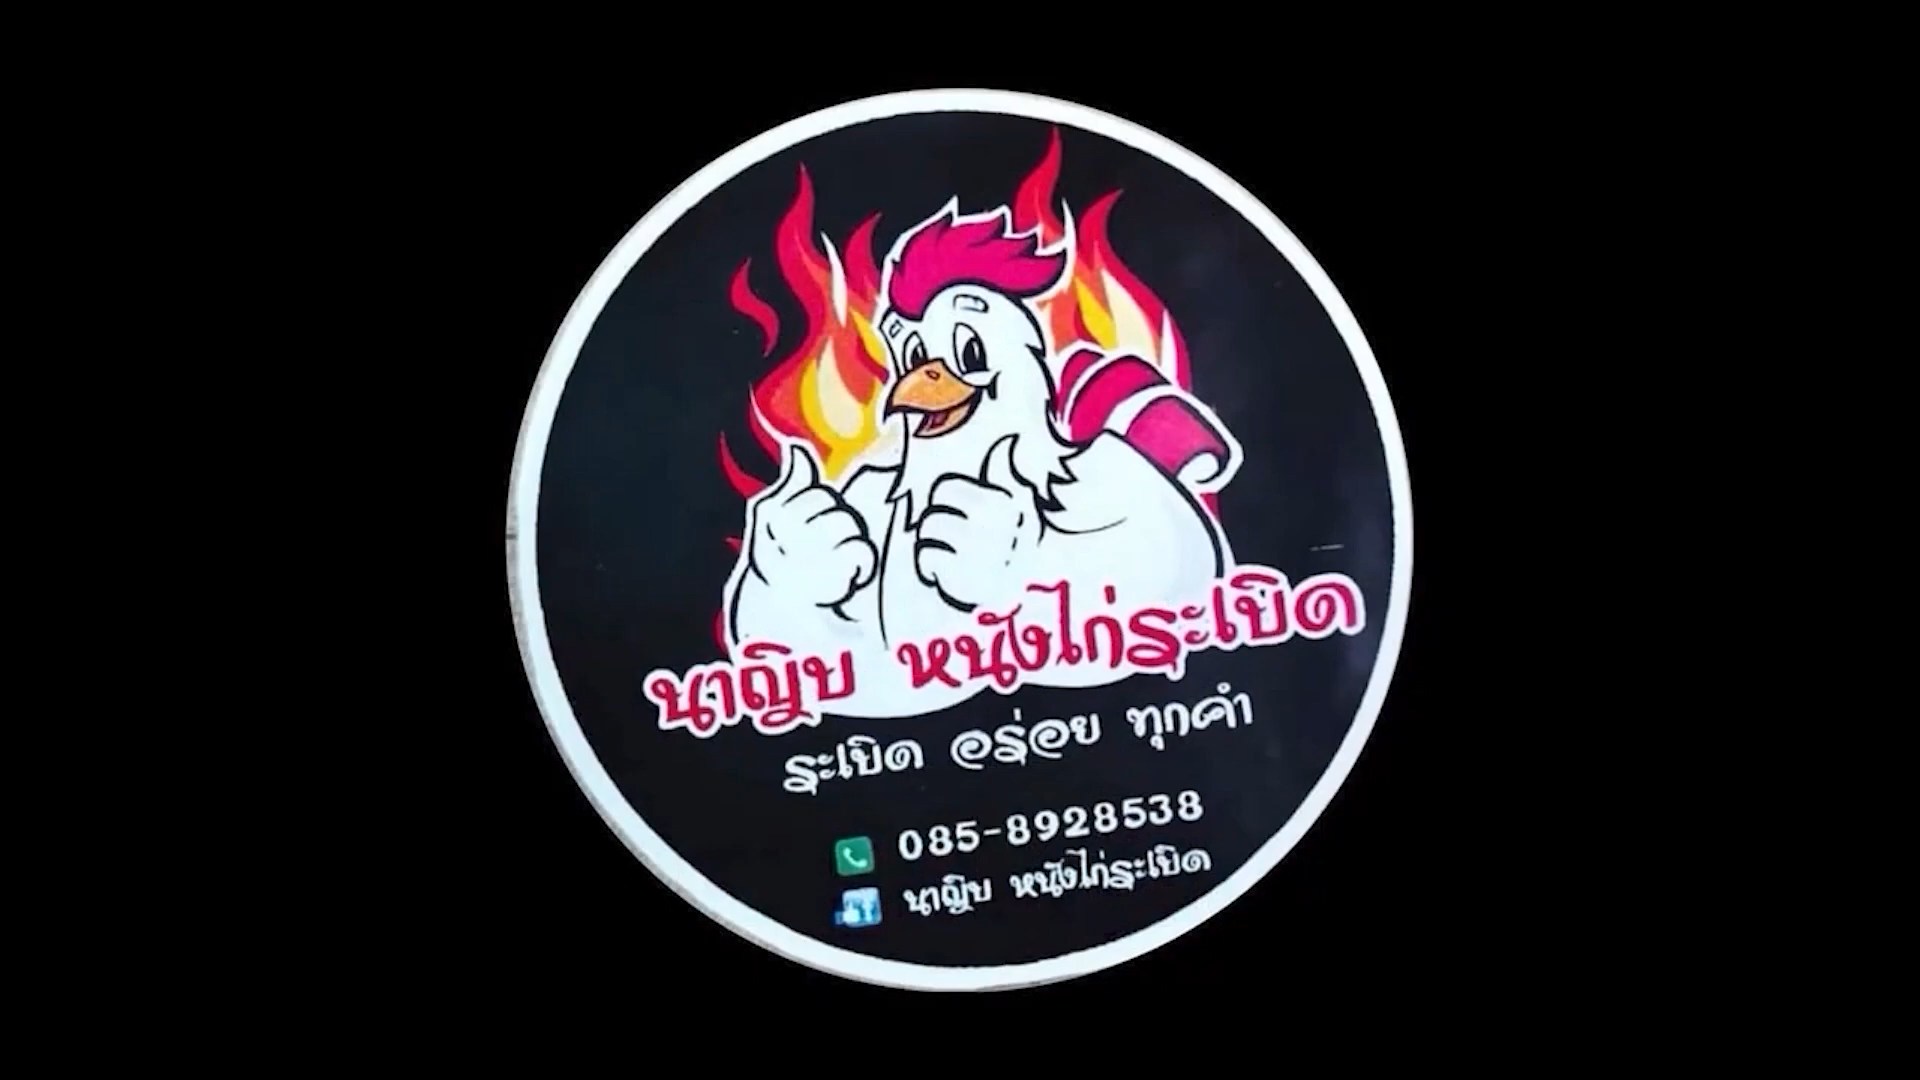 นาญิบ หนังไก่ระเบิด
ระเบิด อร่อย ทุกคำ
085-8928538
นาญิบ หนังไก่ระเบิด